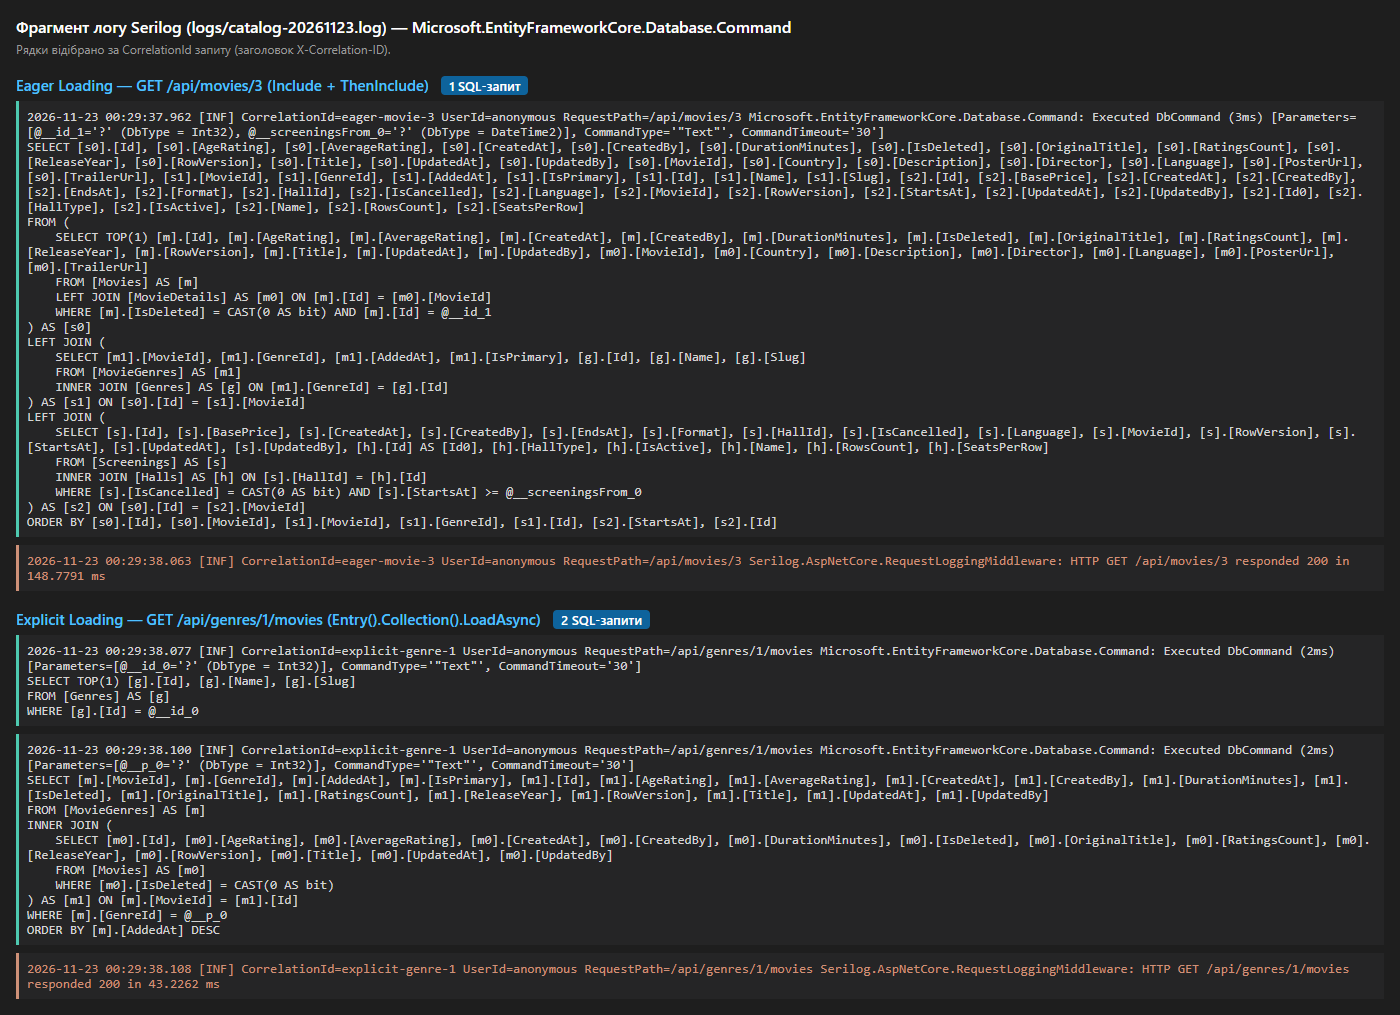 Фрагмент логу Serilog (logs/catalog-20261123.log) — Microsoft.EntityFrameworkCore.Database.Command
Рядки відібрано за CorrelationId запиту (заголовок X-Correlation-ID).
Eager Loading — GET /api/movies/3 (Include + ThenInclude) 1 SQL-запит
2026-11-23 00:29:37.962 [INF] CorrelationId=eager-movie-3 UserId=anonymous RequestPath=/api/movies/3 Microsoft.EntityFrameworkCore.Database.Command: Executed DbCommand (3ms) [Parameters=
[@__id_1='?' (DbType = Int32), @__screeningsFrom_0='?' (DbType = DateTime2)], CommandType='"Text"', CommandTimeout='30']
SELECT [s0].[Id], [s0].[AgeRating], [s0].[AverageRating], [s0].[CreatedAt], [s0].[CreatedBy], [s0].[DurationMinutes], [s0].[IsDeleted], [s0].[OriginalTitle], [s0].[RatingsCount], [s0].
[ReleaseYear], [s0].[RowVersion], [s0].[Title], [s0].[UpdatedAt], [s0].[UpdatedBy], [s0].[MovieId], [s0].[Country], [s0].[Description], [s0].[Director], [s0].[Language], [s0].[PosterUrl],
[s0].[TrailerUrl], [s1].[MovieId], [s1].[GenreId], [s1].[AddedAt], [s1].[IsPrimary], [s1].[Id], [s1].[Name], [s1].[Slug], [s2].[Id], [s2].[BasePrice], [s2].[CreatedAt], [s2].[CreatedBy],
[s2].[EndsAt], [s2].[Format], [s2].[HallId], [s2].[IsCancelled], [s2].[Language], [s2].[MovieId], [s2].[RowVersion], [s2].[StartsAt], [s2].[UpdatedAt], [s2].[UpdatedBy], [s2].[Id0], [s2].
[HallType], [s2].[IsActive], [s2].[Name], [s2].[RowsCount], [s2].[SeatsPerRow]
FROM (
    SELECT TOP(1) [m].[Id], [m].[AgeRating], [m].[AverageRating], [m].[CreatedAt], [m].[CreatedBy], [m].[DurationMinutes], [m].[IsDeleted], [m].[OriginalTitle], [m].[RatingsCount], [m].
[ReleaseYear], [m].[RowVersion], [m].[Title], [m].[UpdatedAt], [m].[UpdatedBy], [m0].[MovieId], [m0].[Country], [m0].[Description], [m0].[Director], [m0].[Language], [m0].[PosterUrl],
[m0].[TrailerUrl]
    FROM [Movies] AS [m]
    LEFT JOIN [MovieDetails] AS [m0] ON [m].[Id] = [m0].[MovieId]
    WHERE [m].[IsDeleted] = CAST(0 AS bit) AND [m].[Id] = @__id_1
) AS [s0]
LEFT JOIN (
    SELECT [m1].[MovieId], [m1].[GenreId], [m1].[AddedAt], [m1].[IsPrimary], [g].[Id], [g].[Name], [g].[Slug]
    FROM [MovieGenres] AS [m1]
    INNER JOIN [Genres] AS [g] ON [m1].[GenreId] = [g].[Id]
) AS [s1] ON [s0].[Id] = [s1].[MovieId]
LEFT JOIN (
    SELECT [s].[Id], [s].[BasePrice], [s].[CreatedAt], [s].[CreatedBy], [s].[EndsAt], [s].[Format], [s].[HallId], [s].[IsCancelled], [s].[Language], [s].[MovieId], [s].[RowVersion], [s].
[StartsAt], [s].[UpdatedAt], [s].[UpdatedBy], [h].[Id] AS [Id0], [h].[HallType], [h].[IsActive], [h].[Name], [h].[RowsCount], [h].[SeatsPerRow]
    FROM [Screenings] AS [s]
    INNER JOIN [Halls] AS [h] ON [s].[HallId] = [h].[Id]
    WHERE [s].[IsCancelled] = CAST(0 AS bit) AND [s].[StartsAt] >= @__screeningsFrom_0
) AS [s2] ON [s0].[Id] = [s2].[MovieId]
ORDER BY [s0].[Id], [s0].[MovieId], [s1].[MovieId], [s1].[GenreId], [s1].[Id], [s2].[StartsAt], [s2].[Id]
2026-11-23 00:29:38.063 [INF] CorrelationId=eager-movie-3 UserId=anonymous RequestPath=/api/movies/3 Serilog.AspNetCore.RequestLoggingMiddleware: HTTP GET /api/movies/3 responded 200 in
148.7791 ms
Explicit Loading — GET /api/genres/1/movies (Entry().Collection().LoadAsync) 2 SQL-запити
2026-11-23 00:29:38.077 [INF] CorrelationId=explicit-genre-1 UserId=anonymous RequestPath=/api/genres/1/movies Microsoft.EntityFrameworkCore.Database.Command: Executed DbCommand (2ms)
[Parameters=[@__id_0='?' (DbType = Int32)], CommandType='"Text"', CommandTimeout='30']
SELECT TOP(1) [g].[Id], [g].[Name], [g].[Slug]
FROM [Genres] AS [g]
WHERE [g].[Id] = @__id_0
2026-11-23 00:29:38.100 [INF] CorrelationId=explicit-genre-1 UserId=anonymous RequestPath=/api/genres/1/movies Microsoft.EntityFrameworkCore.Database.Command: Executed DbCommand (2ms)
[Parameters=[@__p_0='?' (DbType = Int32)], CommandType='"Text"', CommandTimeout='30']
SELECT [m].[MovieId], [m].[GenreId], [m].[AddedAt], [m].[IsPrimary], [m1].[Id], [m1].[AgeRating], [m1].[AverageRating], [m1].[CreatedAt], [m1].[CreatedBy], [m1].[DurationMinutes], [m1].
[IsDeleted], [m1].[OriginalTitle], [m1].[RatingsCount], [m1].[ReleaseYear], [m1].[RowVersion], [m1].[Title], [m1].[UpdatedAt], [m1].[UpdatedBy]
FROM [MovieGenres] AS [m]
INNER JOIN (
    SELECT [m0].[Id], [m0].[AgeRating], [m0].[AverageRating], [m0].[CreatedAt], [m0].[CreatedBy], [m0].[DurationMinutes], [m0].[IsDeleted], [m0].[OriginalTitle], [m0].[RatingsCount], [m0].
[ReleaseYear], [m0].[RowVersion], [m0].[Title], [m0].[UpdatedAt], [m0].[UpdatedBy]
    FROM [Movies] AS [m0]
    WHERE [m0].[IsDeleted] = CAST(0 AS bit)
) AS [m1] ON [m].[MovieId] = [m1].[Id]
WHERE [m].[GenreId] = @__p_0
ORDER BY [m].[AddedAt] DESC
2026-11-23 00:29:38.108 [INF] CorrelationId=explicit-genre-1 UserId=anonymous RequestPath=/api/genres/1/movies Serilog.AspNetCore.RequestLoggingMiddleware: HTTP GET /api/genres/1/movies
responded 200 in 43.2262 ms